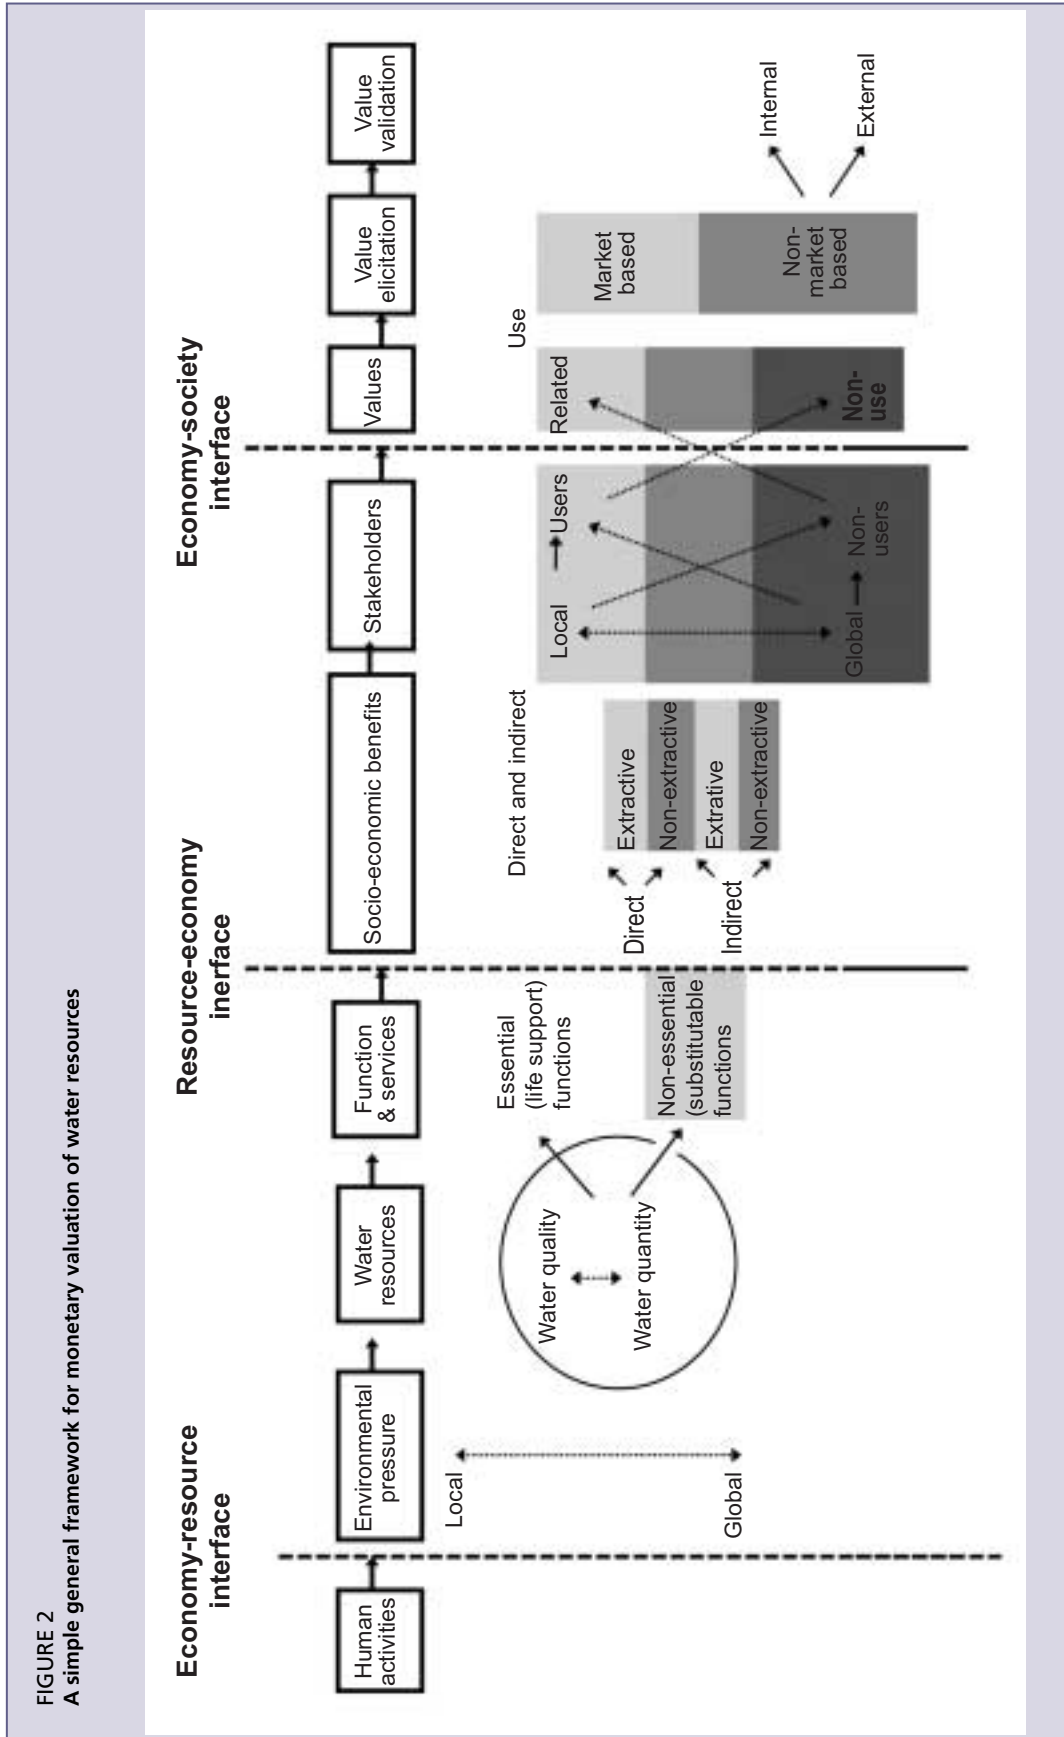 FIGURE 2
A simple general framework for monetary valuation of water resources
Economy-resource
interface
Resource-economy
inerface
Economy-society
interface
Human
activities
Environmental
pressure
Water
resources
Function
& services
Socio-economic benefits
Stakeholders
Values
Value
elicitation
Value
validation
Local
Global
Water quality
Water quantity
Essential
(life support)
functions
Non-essential
(substitutable
functions
Direct and indirect
Direct
Indirect
Extractive
Non-extractive
Extrative
Non-extractive
Local
Users
Global
Non-
users
Use
Related
Non-
use
Market
based
Non-
market
based
Internal
External